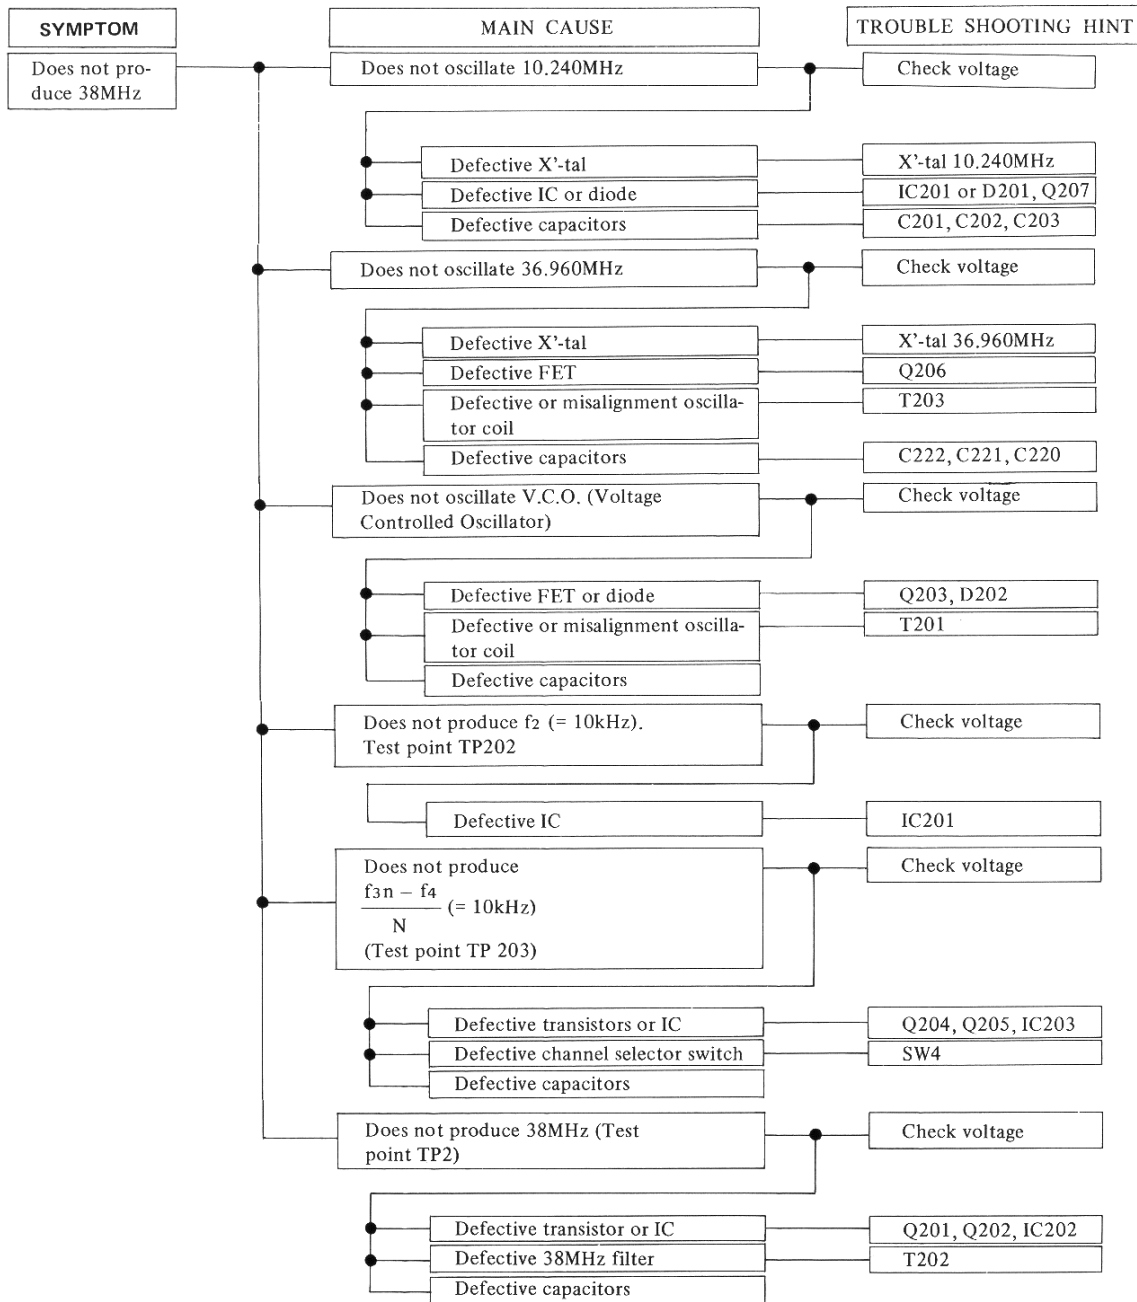 SYMPTOM
MAIN CAUSE
TROUBLE SHOOTING HINT
Does not pro-
duce 38MHz
Does not oscillate 10.240MHz
Check voltage
Defective X'-tal
X'-tal 10.240MHz
Defective IC or diode
IC201 or D201, Q207
Defective capacitors
C201, C202, C203
Does not oscillate 36.960MHz
Check voltage
Defective X'-tal
X'-tal 36.960MHz
Defective FET
Q206
Defective or misalignment oscilla-
tor coil
T203
Defective capacitors
C222, C221, C220
Does not oscillate V.C.O. (Voltage
Controlled Oscillator)
Check voltage
Defective FET or diode
Q203, D202
Defective or misalignment oscilla-
tor coil
T201
Defective capacitors
Does not produce f2 (= 10kHz).
Test point TP202
Check voltage
Defective IC
IC201
Does not produce
f3n – f4
N
(= 10kHz)
(Test point TP 203)
Check voltage
Defective transistors or IC
Q204, Q205, IC203
Defective channel selector switch
SW4
Defective capacitors
Does not produce 38MHz (Test
point TP2)
Check voltage
Defective transistor or IC
Q201, Q202, IC202
Defective 38MHz filter
T202
Defective capacitors